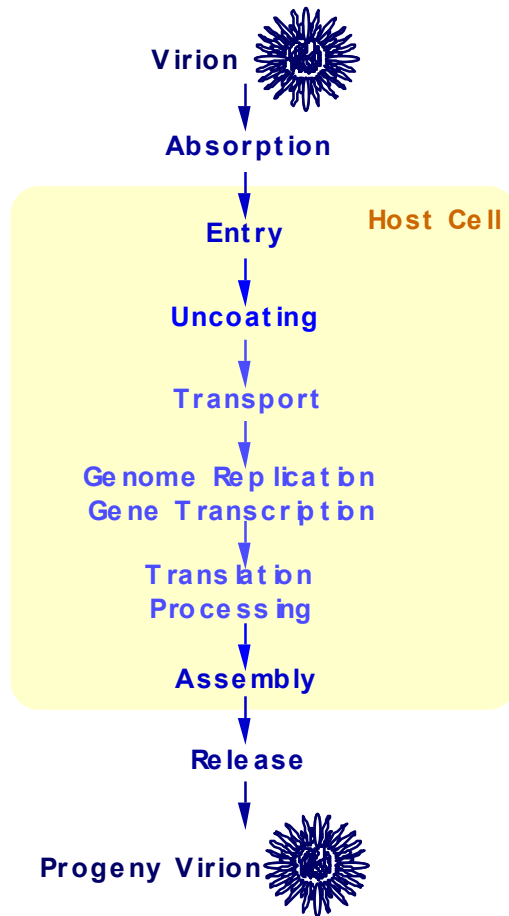 Virion
Absorption
Host Cell
Entry
Uncoating
Transport
Genome Replication
Gene Transcription
Translation
Processing
Assembly
Release
Progeny Virion